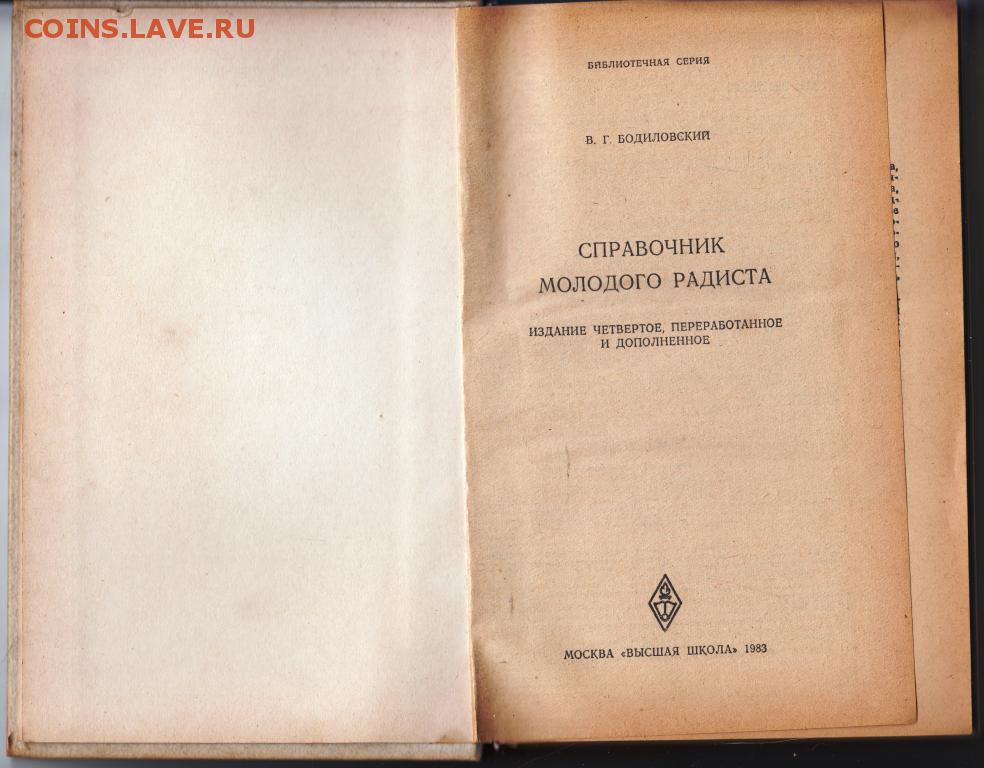 COINS.LAVE.RU
БИБЛИОТЕЧНАЯ СЕРИЯ
В. Г. БОДИЛОВСКИЙ
СПРАВОЧНИК
МОЛОДОГО РАДИСТА
ИЗДАНИЕ ЧЕТВЕРТОЕ, ПЕРЕРАБОТАННОЕ
И ДОПОЛНЕННОЕ
МОСКВА «ВЫСШАЯ ШКОЛА» 1983